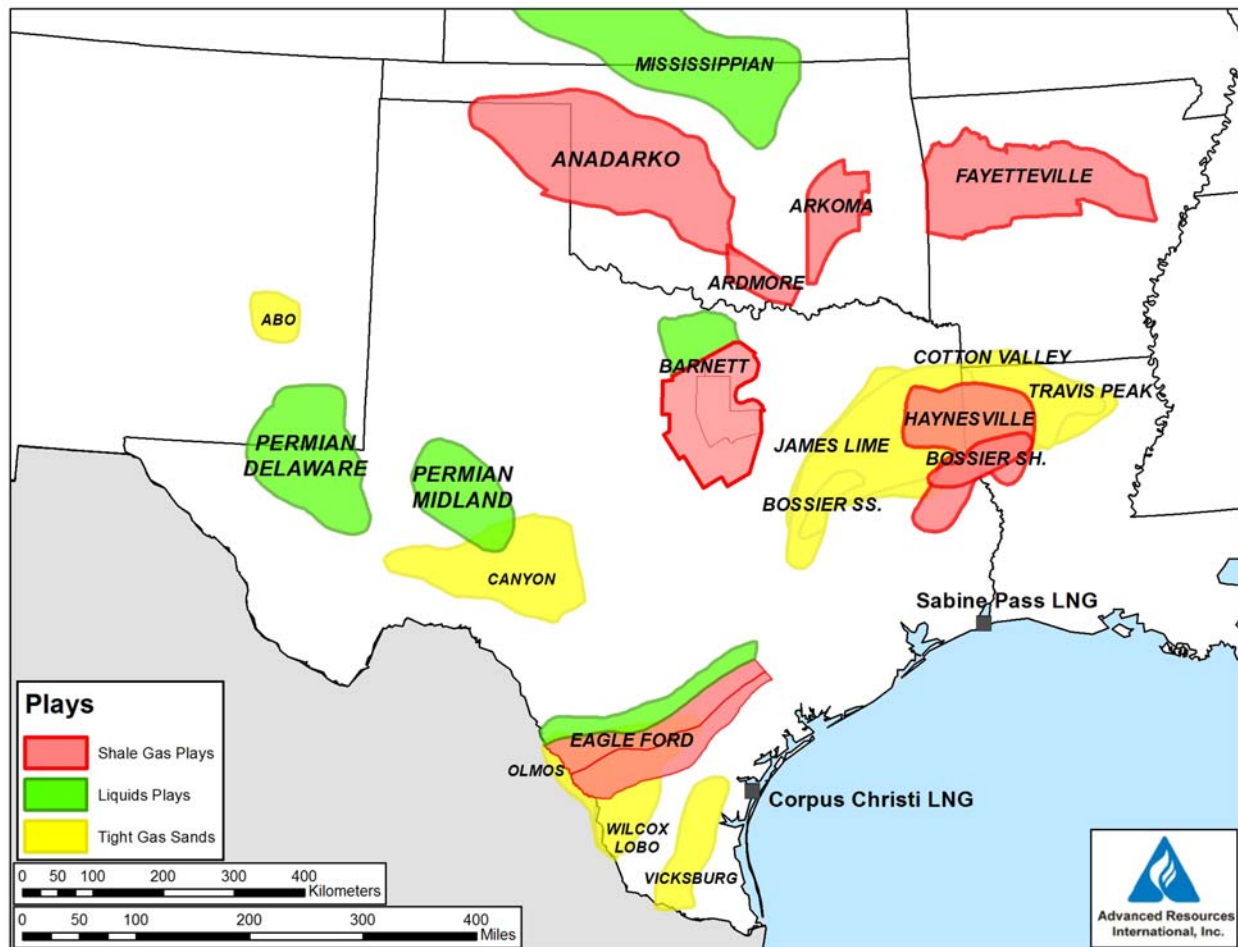 MISSISSIPPIAN
ANADARKO
FAYETTEVILLE
ARKOMA
ARDMORE
ABO
BARNETT
COTTON VALLEY
TRAVIS PEAK
HAYNESVILLE
JAMES LIME
BOSSIER SH.
PERMIAN
DELAWARE
PERMIAN
MIDLAND
BOSSIER SS.
CANYON
Sabine Pass LNG
EAGLE FORD
OLMOS
Corpus Christi LNG
WILCOX
LOBO
VICKSBURG
Plays
Shale Gas Plays
Liquids Plays
Tight Gas Sands
0 50 100 200 300 400
Kilometers
0 50 100 200 300 400
Miles
Advanced Resources
International, Inc.